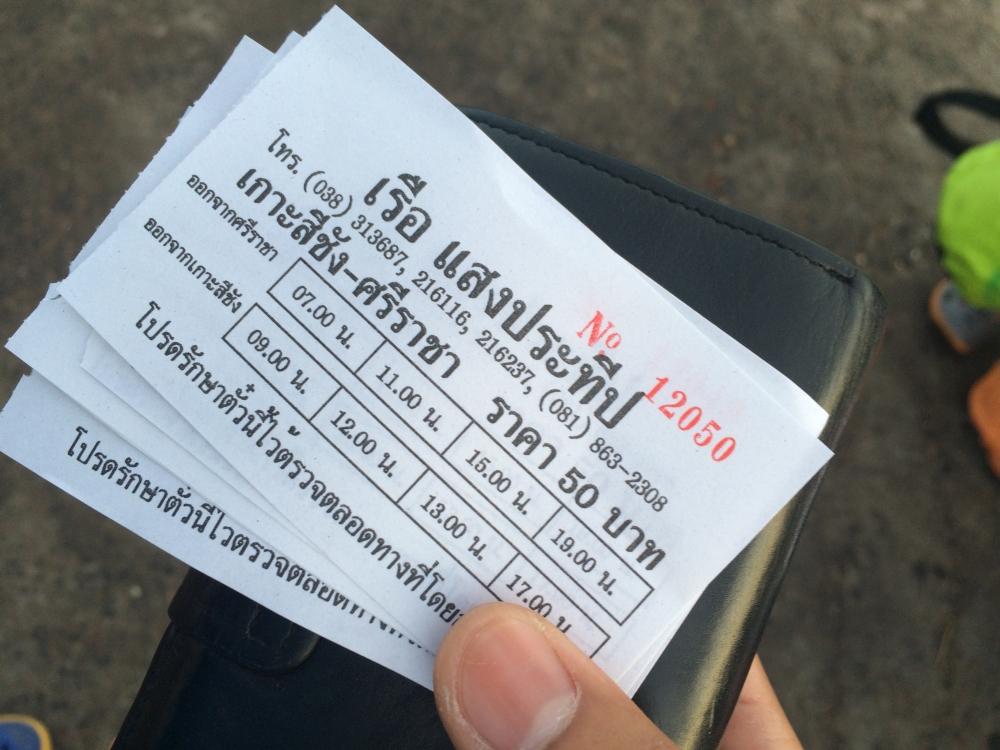 เรือ แสงประทีป
№ 12050
โทร. (038) 313687, 216116, 216237, (081) 863-2308
เกาะสีชัง-ศรีราชา ราคา 50 บาท
ออกจากศรีราชา 07.00 น. 11.00 น. 15.00 น. 19.00 น.
ออกจากเกาะสีชัง 09.00 น. 12.00 น. 13.00 น. 17.00 น.
โปรดรักษาตั๋วนี้ไว้ตรวจตลอดทางที่โดย
โปรดรักษาตั๋วนี้ไว้ตรวจตลอดทาง